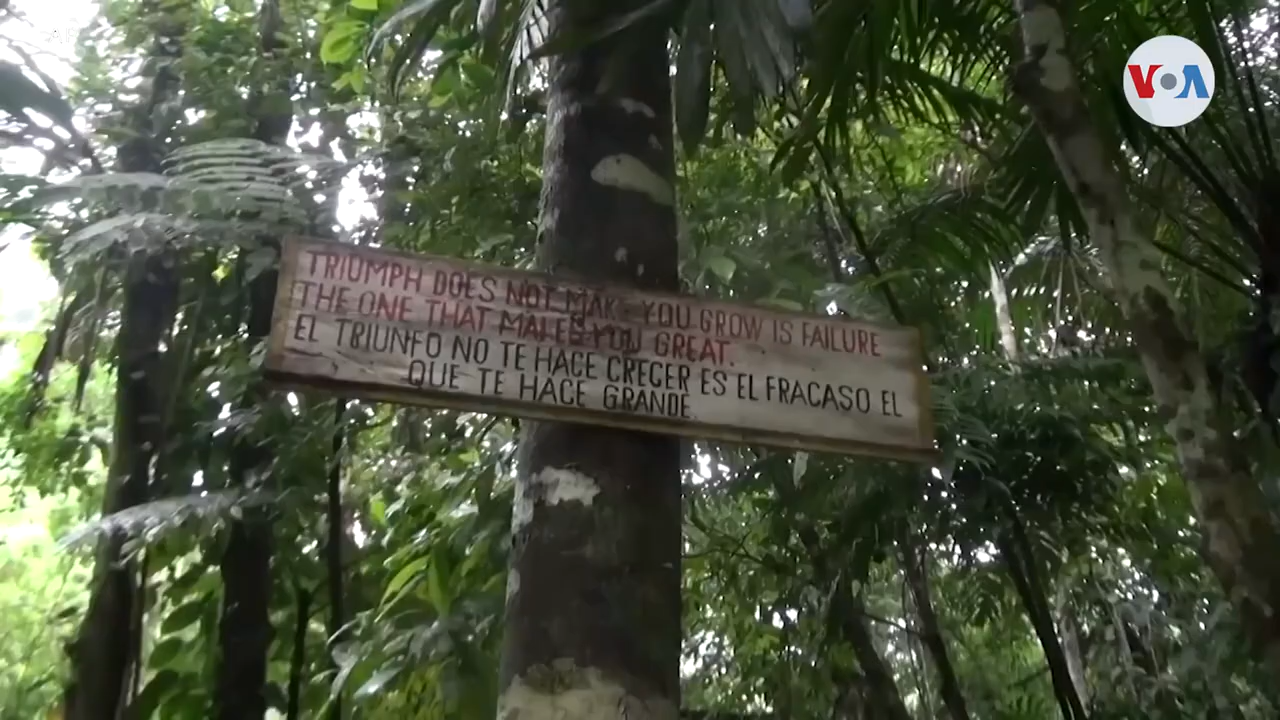 VOA
TRIUMPH DOES NOT MAKE YOU GROW IS FAILURE
THE ONE THAT MAKES YOU GREAT.
EL TRIUNFO NO TE HACE CRECER ES EL FRACASO EL
QUE TE HACE GRANDE